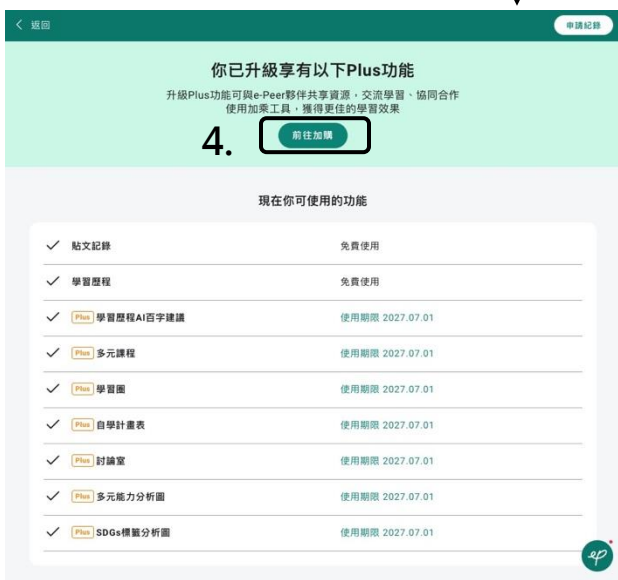 返回
申請紀錄
你已升級享有以下Plus功能
升級Plus功能可與e-Peer夥伴共享資源，交流學習、協同合作
使用加乘工具，獲得更佳的學習效果
4. 前往加購
現在你可使用的功能
貼文記錄 免費使用
學習歷程 免費使用
Plus 學習歷程AI百字建議 使用期限 2027.07.01
Plus 多元課程 使用期限 2027.07.01
Plus 學習圈 使用期限 2027.07.01
Plus 自學計畫表 使用期限 2027.07.01
Plus 討論室 使用期限 2027.07.01
Plus 多元能力分析圖 使用期限 2027.07.01
Plus SDGs標籤分析圖 使用期限 2027.07.01
ep